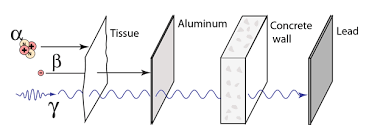 α
Tissue
Aluminum
Concrete
wall
Lead
β
γ